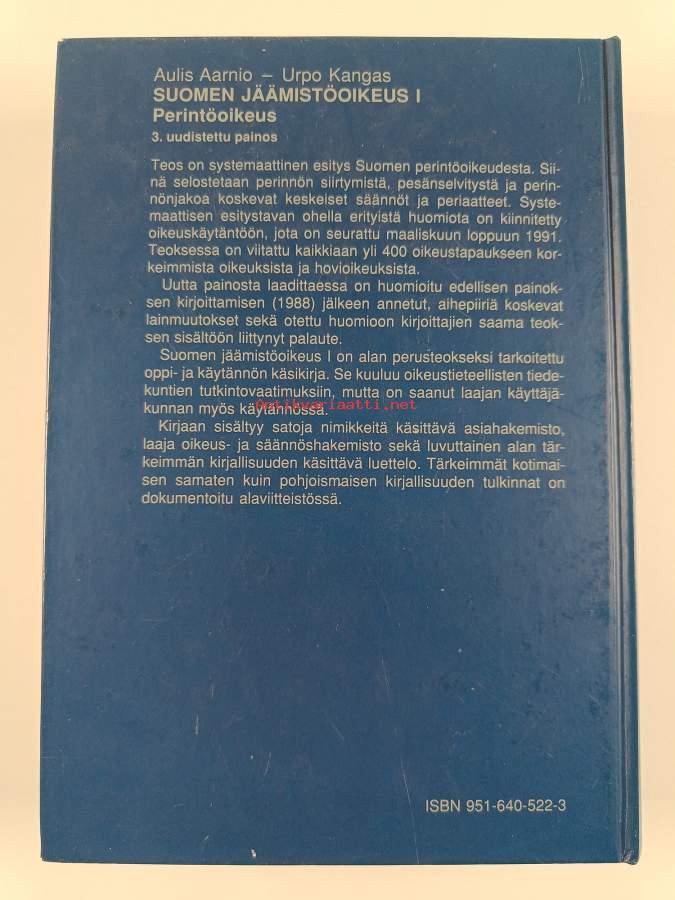 Aulis Aarnio – Urpo Kangas
SUOMEN JÄÄMISTÖOIKEUS I
Perintöoikeus
3. uudistettu painos
Teos on systemaattinen esitys Suomen perintöoikeudesta. Sii-
nä selostetaan perinnön siirtymistä, pesänselvitystä ja perin-
nönjakoa koskevat keskeiset säännöt ja periaatteet. Syste-
maattisen esitystavan ohella erityistä huomiota on kiinnitetty
oikeuskäytäntöön, jota on seurattu maaliskuun loppuun 1991.
Teoksessa on viitattu kaikkiaan yli 400 oikeustapaukseen kor-
keimmista oikeuksista ja hovioikeuksista.
Uutta painosta laadittaessa on huomioitu edellisen painok-
sen kirjoittamisen (1988) jälkeen annetut, aihepiiriä koskevat
lainmuutokset sekä otettu huomioon kirjoittajien saama teok-
sen sisältöön liittynyt palaute.
Suomen jäämistöoikeus I on alan perusteokseksi tarkoitettu
oppi- ja käytännön käsikirja. Se kuuluu oikeustieteellisten tiede-
kuntien tutkintovaatimuksiin, mutta on saanut laajan käyttäjä-
kunnan myös käytännössä.
Antikvariaatti.net
Kirjaan sisältyy satoja nimikkeitä käsittävä asiahakemisto,
laaja oikeus- ja säännöshakemisto sekä luvuttainen alan tär-
keimmän kirjallisuuden käsittävä luettelo. Tärkeimmät kotimai-
sen samaten kuin pohjoismaisen kirjallisuuden tulkinnat on
dokumentoitu alaviitteistössä.
ISBN 951-640-522-3